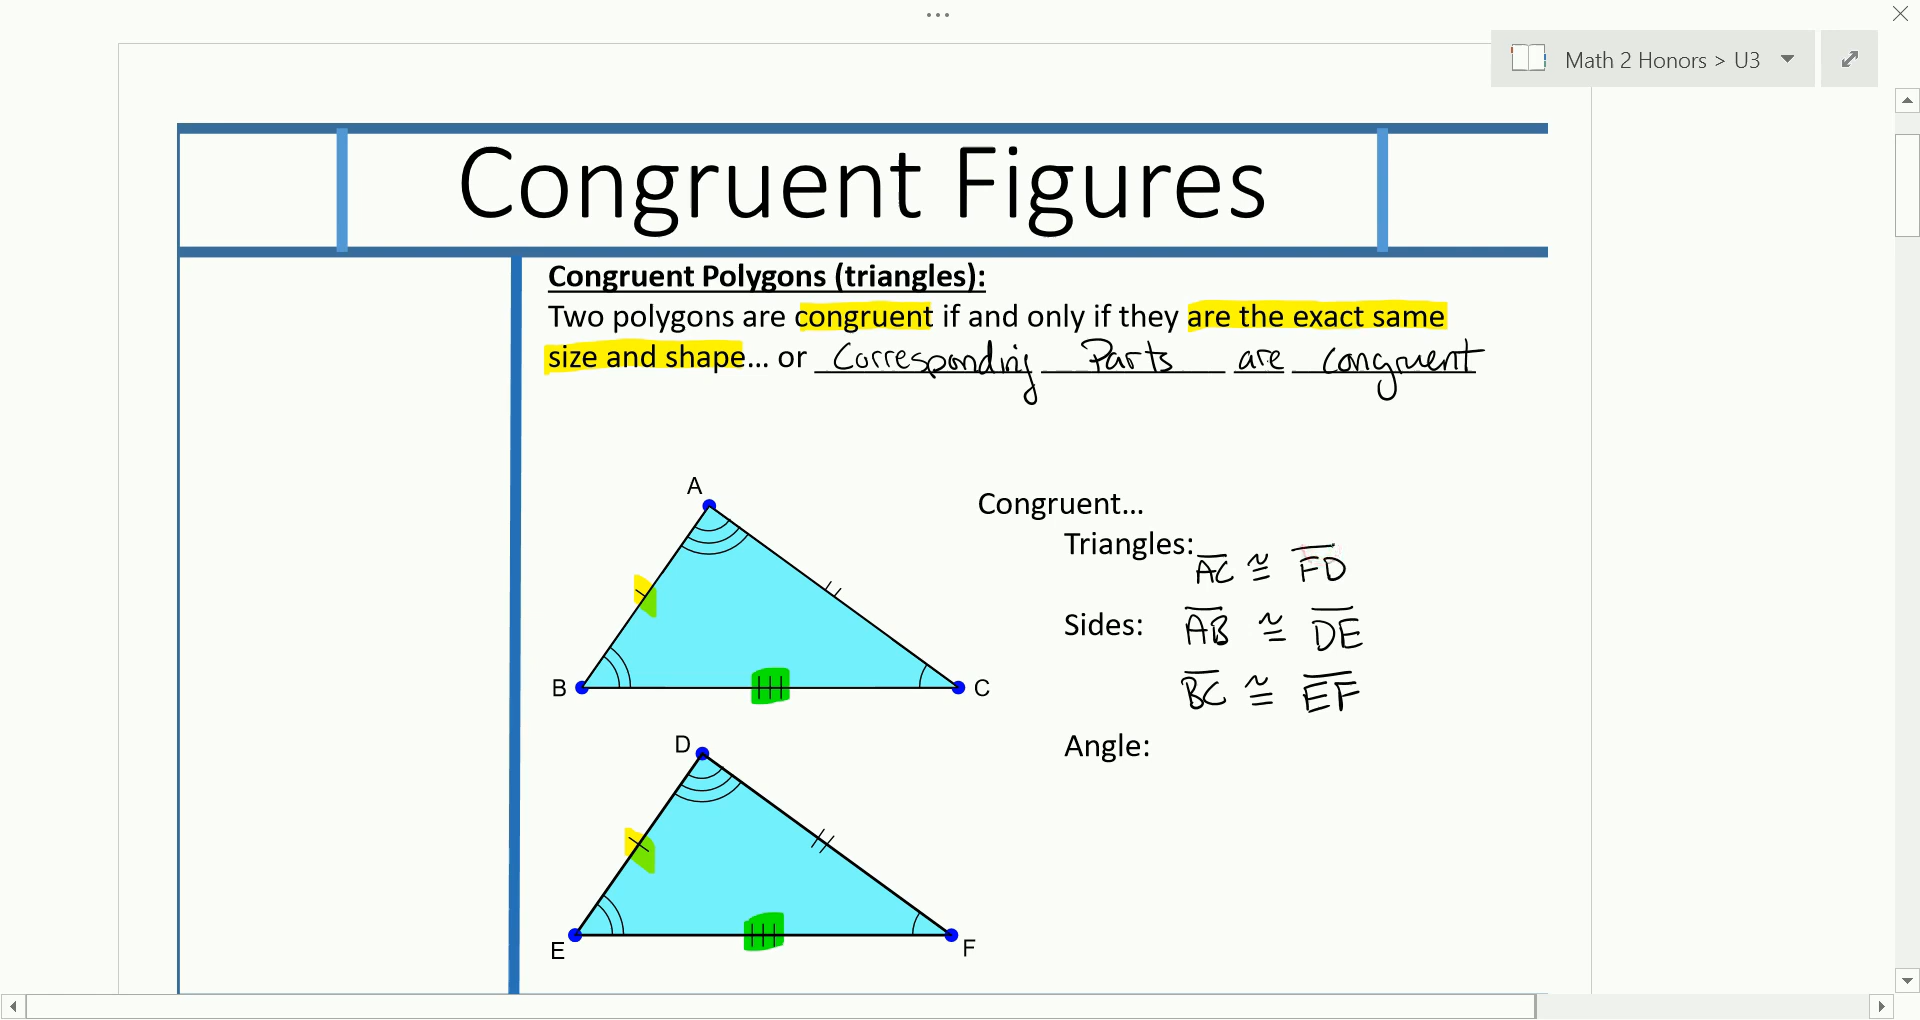 ...
Math 2 Honors > U3
Congruent Figures
Congruent Polygons (triangles):
Two polygons are congruent if and only if they are the exact same
size and shape... or Corresponding Parts are congruent
A
B
C
Congruent...
Triangles:
AC ≅ FD
Sides: AB ≅ DE
BC ≅ EF
Angle:
D
E
F